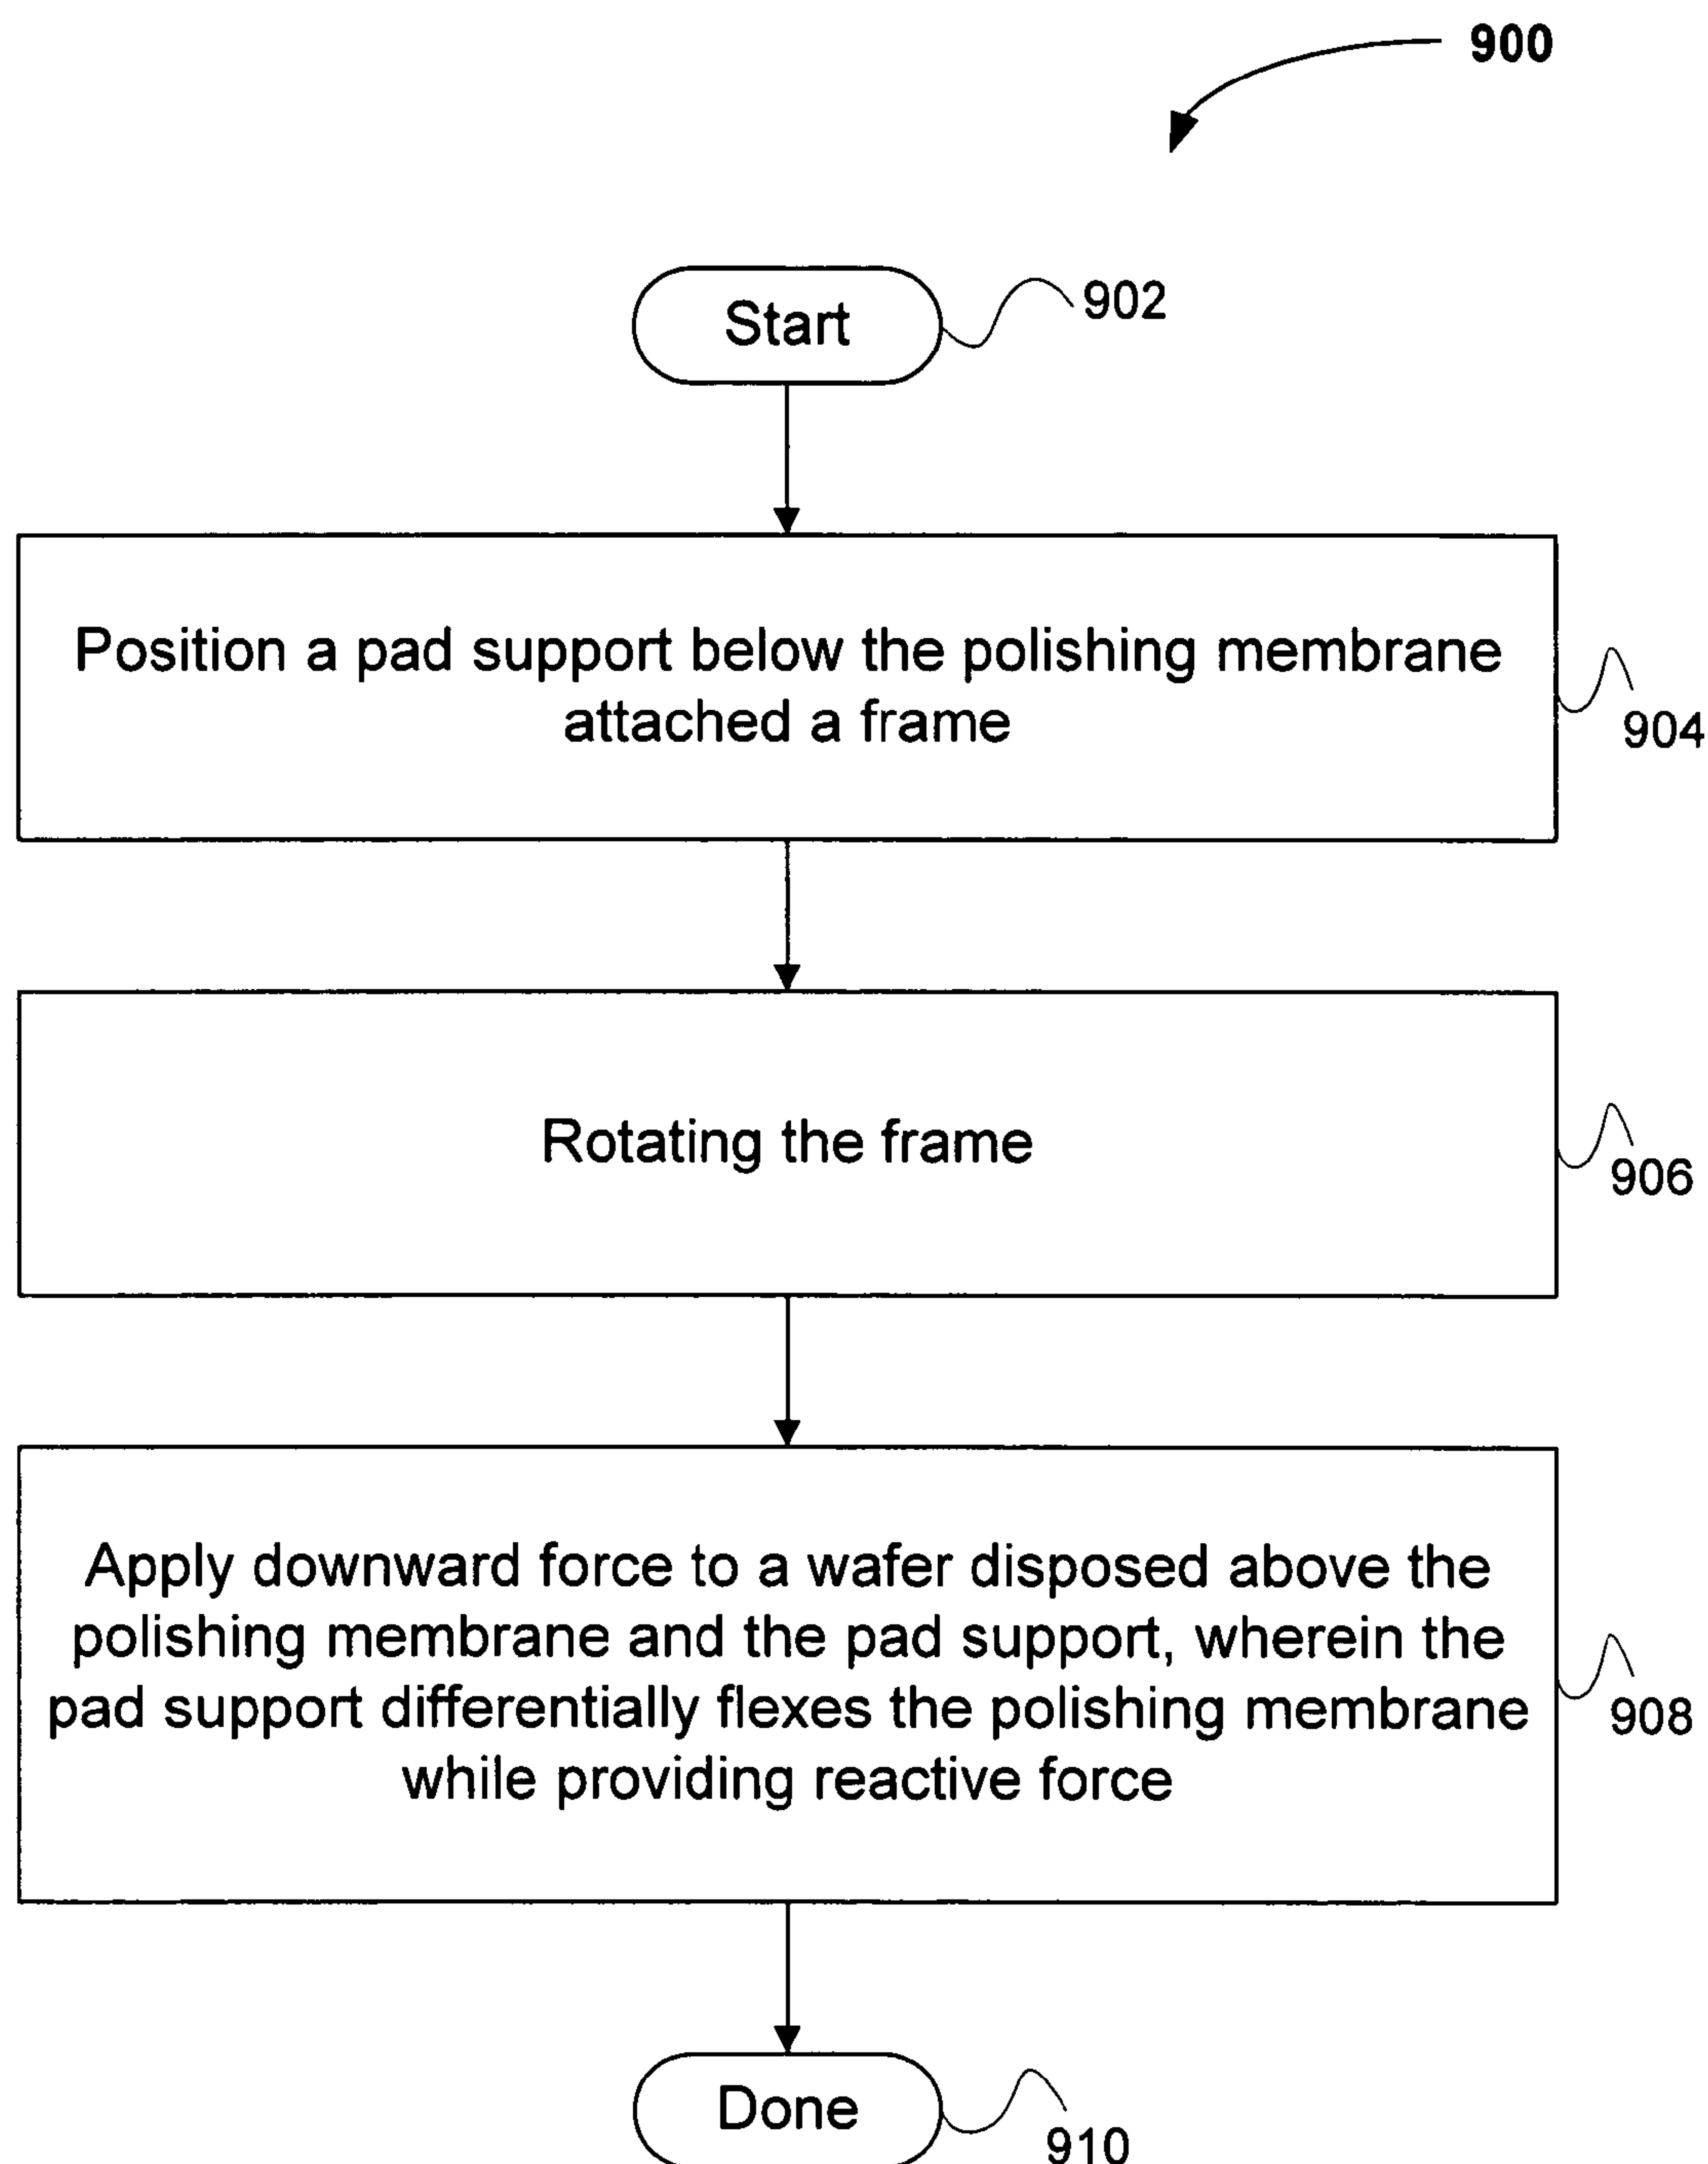 900
Start
902
Position a pad support below the polishing membrane
attached a frame
904
Rotating the frame
906
Apply downward force to a wafer disposed above the
polishing membrane and the pad support, wherein the
pad support differentially flexes the polishing membrane
while providing reactive force
908
Done
910